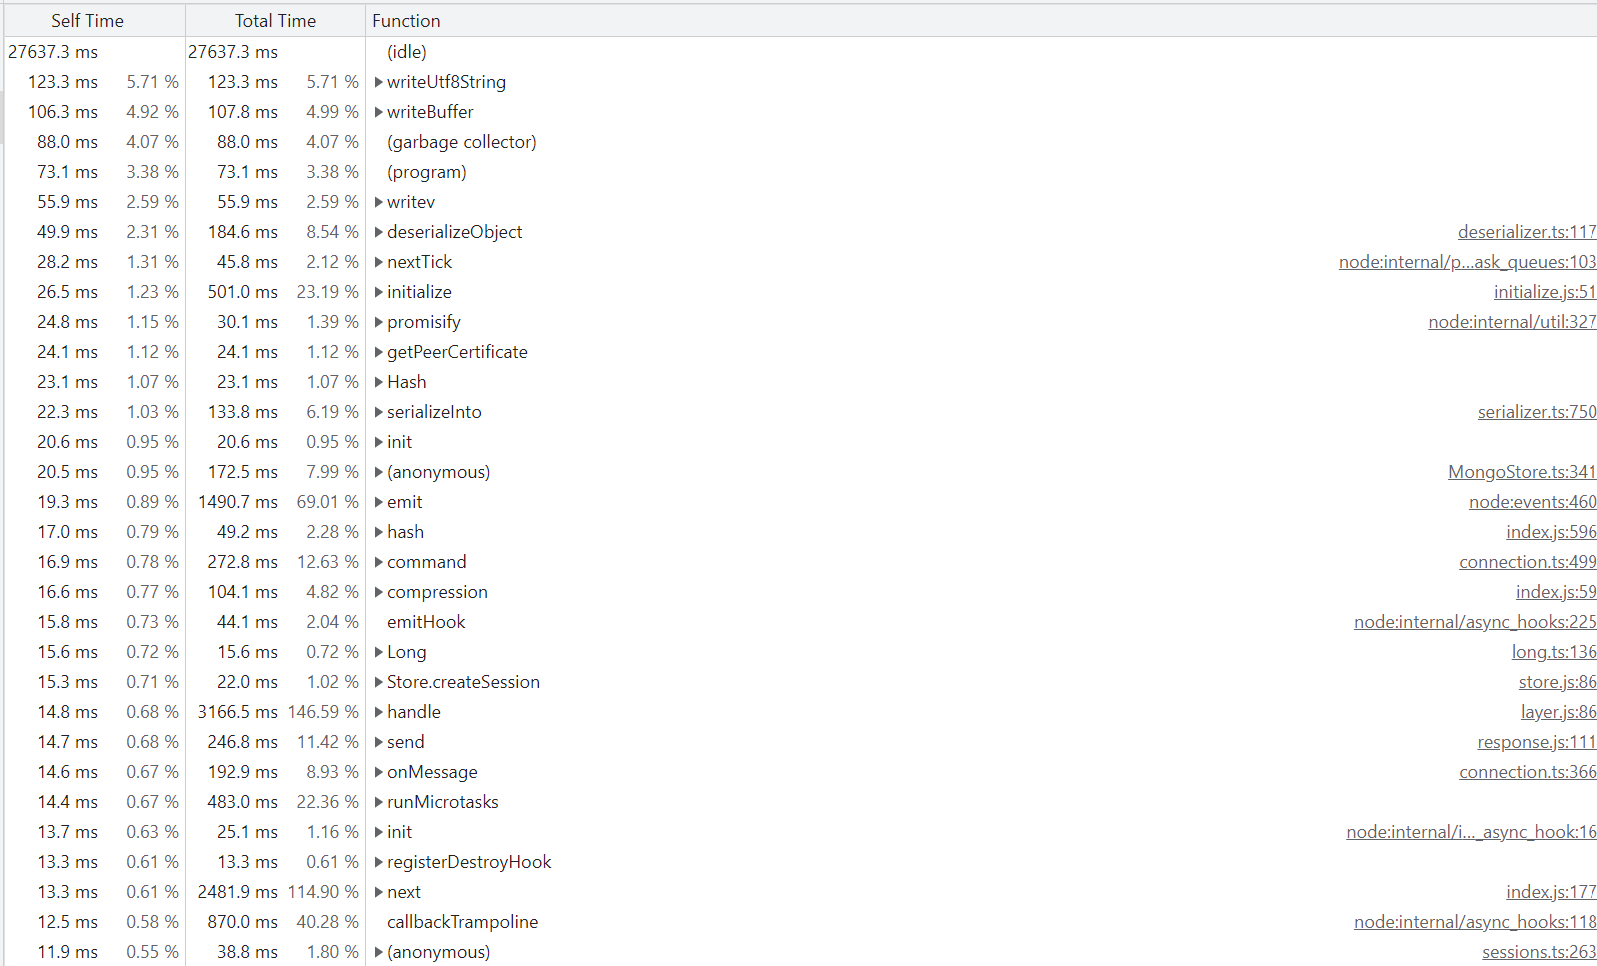 Self Time Total Time Function
27637.3 ms 27637.3 ms (idle)
123.3 ms 5.71 % 123.3 ms 5.71 % writeUtf8String
106.3 ms 4.92 % 107.8 ms 4.99 % writeBuffer
88.0 ms 4.07 % 88.0 ms 4.07 % (garbage collector)
73.1 ms 3.38 % 73.1 ms 3.38 % (program)
55.9 ms 2.59 % 55.9 ms 2.59 % writev
49.9 ms 2.31 % 184.6 ms 8.54 % deserializeObject deserializer.ts:117
28.2 ms 1.31 % 45.8 ms 2.12 % nextTick node:internal/p...ask_queues:103
26.5 ms 1.23 % 501.0 ms 23.19 % initialize initialize.js:51
24.8 ms 1.15 % 30.1 ms 1.39 % promisify node:internal/util:327
24.1 ms 1.12 % 24.1 ms 1.12 % getPeerCertificate
23.1 ms 1.07 % 23.1 ms 1.07 % Hash
22.3 ms 1.03 % 133.8 ms 6.19 % serializeInto serializer.ts:750
20.6 ms 0.95 % 20.6 ms 0.95 % init
20.5 ms 0.95 % 172.5 ms 7.99 % (anonymous) MongoStore.ts:341
19.3 ms 0.89 % 1490.7 ms 69.01 % emit node:events:460
17.0 ms 0.79 % 49.2 ms 2.28 % hash index.js:596
16.9 ms 0.78 % 272.8 ms 12.63 % command connection.ts:499
16.6 ms 0.77 % 104.1 ms 4.82 % compression index.js:59
15.8 ms 0.73 % 44.1 ms 2.04 % emitHook node:internal/async_hooks:225
15.6 ms 0.72 % 15.6 ms 0.72 % Long long.ts:136
15.3 ms 0.71 % 22.0 ms 1.02 % Store.createSession store.js:86
14.8 ms 0.68 % 3166.5 ms 146.59 % handle layer.js:86
14.7 ms 0.68 % 246.8 ms 11.42 % send response.js:111
14.6 ms 0.67 % 192.9 ms 8.93 % onMessage connection.ts:366
14.4 ms 0.67 % 483.0 ms 22.36 % runMicrotasks
13.7 ms 0.63 % 25.1 ms 1.16 % init node:internal/i..._async_hook:16
13.3 ms 0.61 % 13.3 ms 0.61 % registerDestroyHook
13.3 ms 0.61 % 2481.9 ms 114.90 % next index.js:177
12.5 ms 0.58 % 870.0 ms 40.28 % callbackTrampoline node:internal/async_hooks:118
11.9 ms 0.55 % 38.8 ms 1.80 % (anonymous) sessions.ts:263